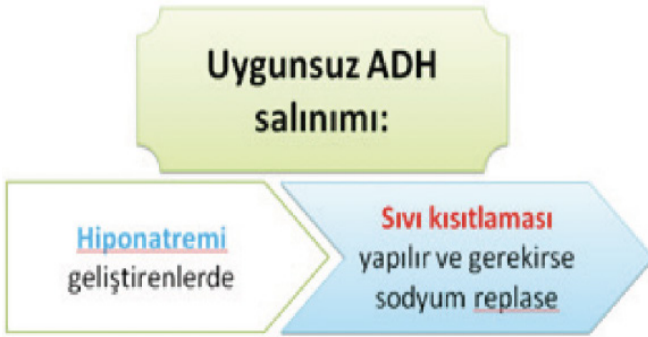 Uygunsuz ADH
salınımı:
Hiponatremi
geliştirenlerde
Sıvı kısıtlaması
yapılır ve gerekirse
sodyum replase